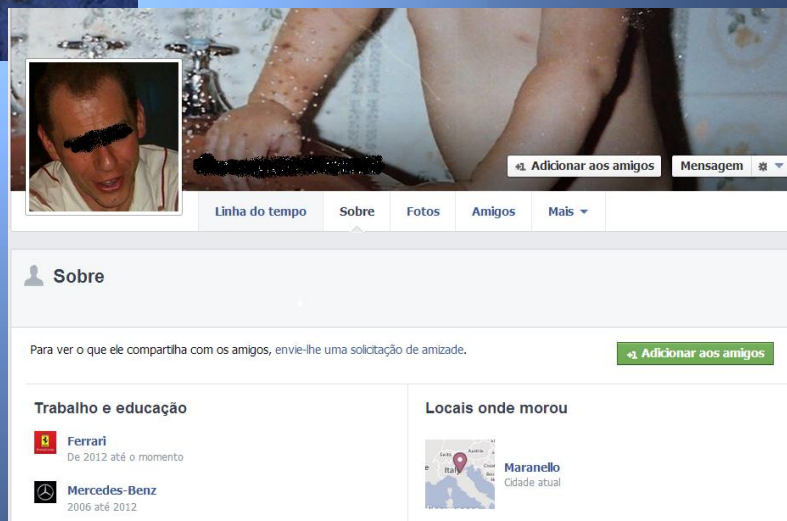 +1 Adicionar aos amigos
Mensagem
Linha do tempo
Sobre
Fotos
Amigos
Mais
Sobre
Para ver o que ele compartilha com os amigos, envie-lhe uma solicitação de amizade.
+1 Adicionar aos amigos
Trabalho e educação
Ferrari
De 2012 até o momento
Mercedes-Benz
2006 até 2012
Locais onde morou
Maranello
Cidade atual